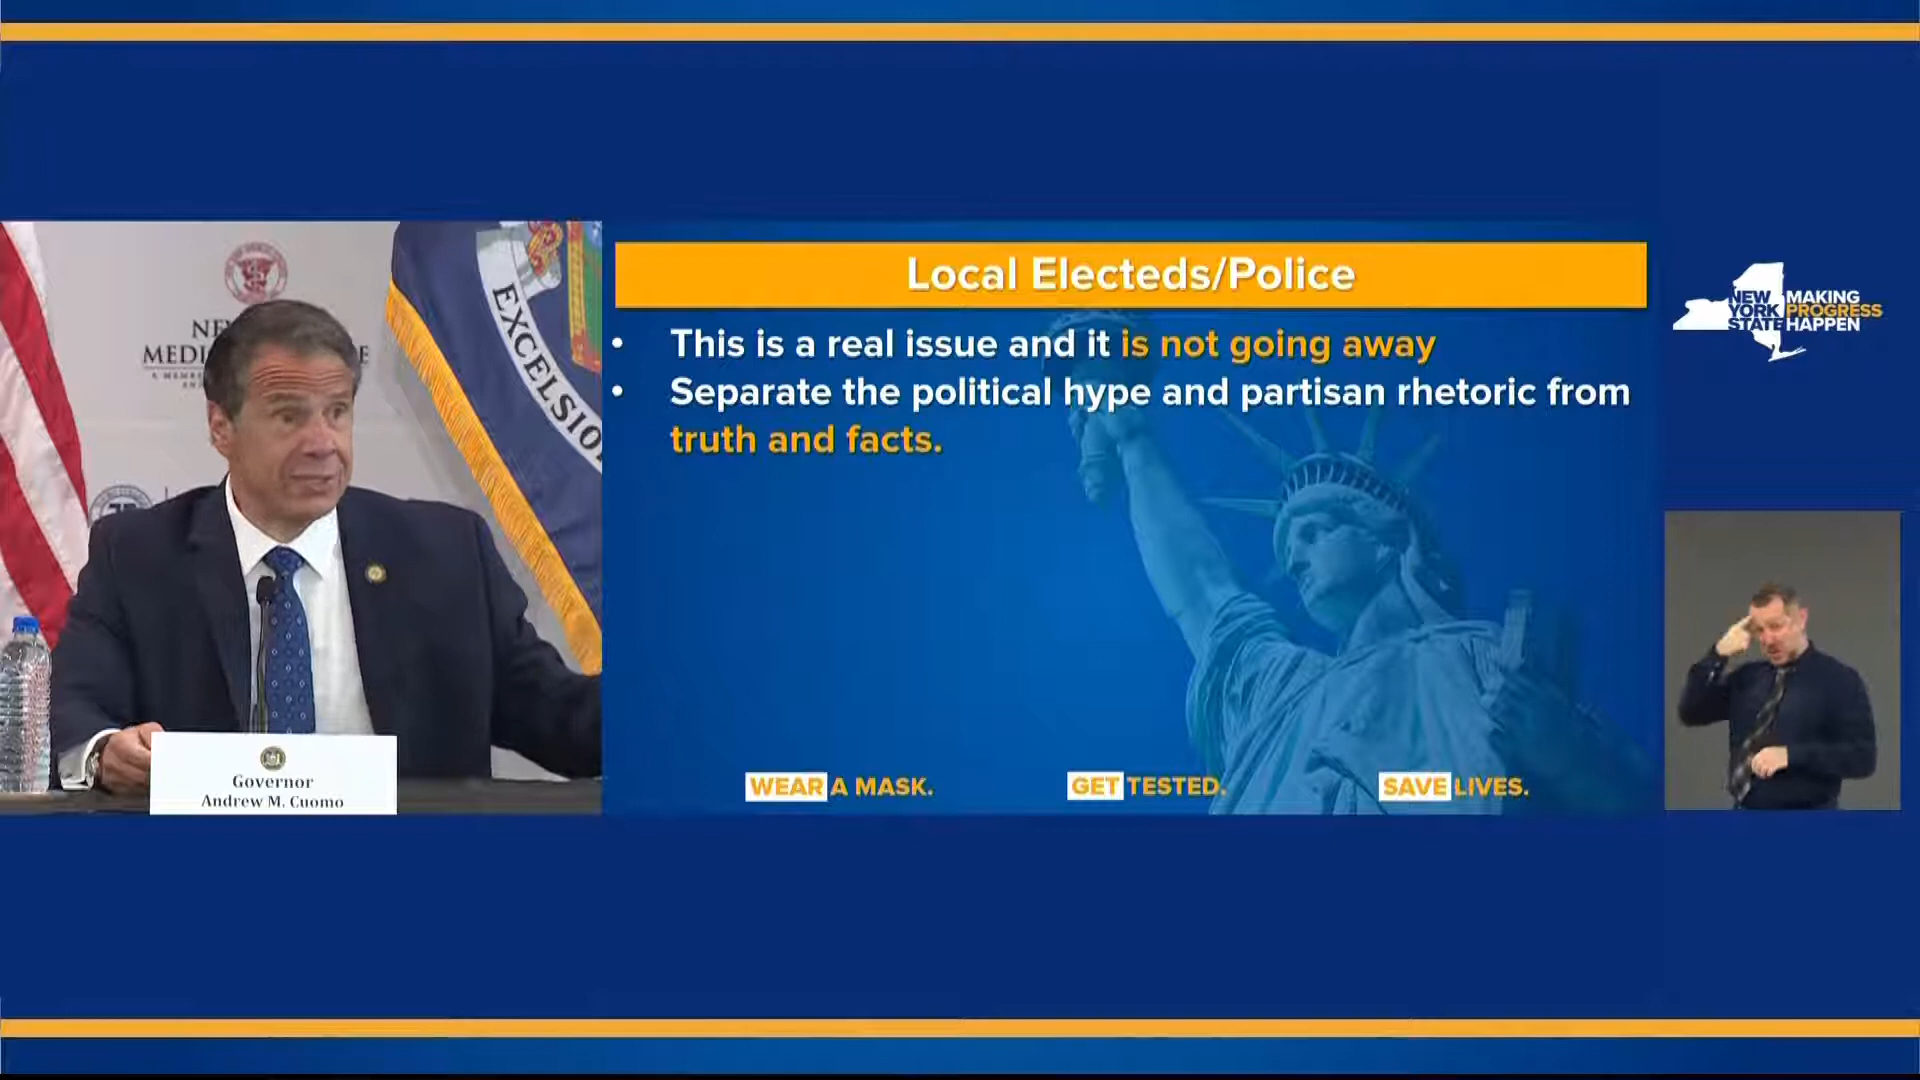 Local Electeds/Police
• This is a real issue and it is not going away
• Separate the political hype and partisan rhetoric from
truth and facts.
NEW
YORK
STATE
MAKING
PROGRESS
HAPPEN
EXCELSIO
Governor
Andrew M. Cuomo
WEAR A MASK.
GET TESTED.
SAVE LIVES.